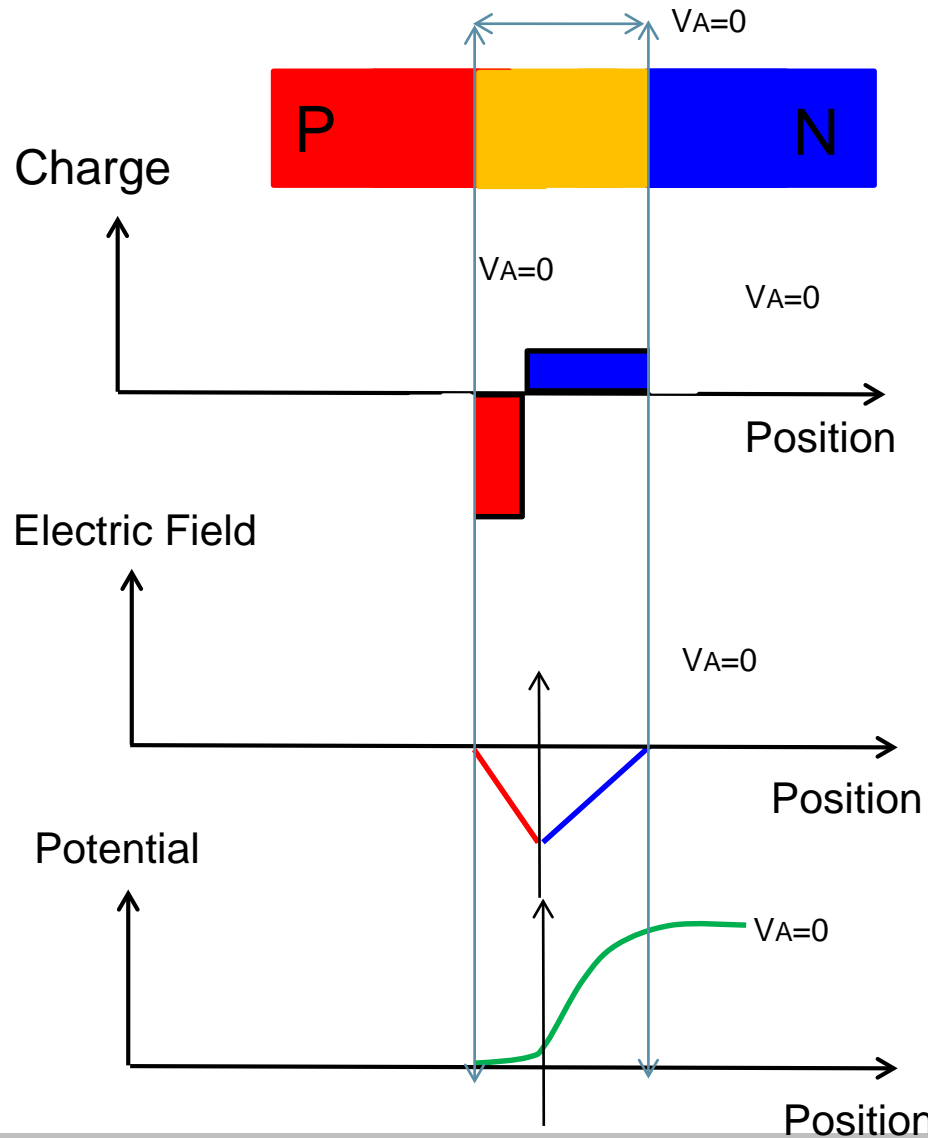 VA=0
P
N
Charge
VA=0
VA=0
Position
Electric Field
VA=0
Position
Potential
VA=0
Position